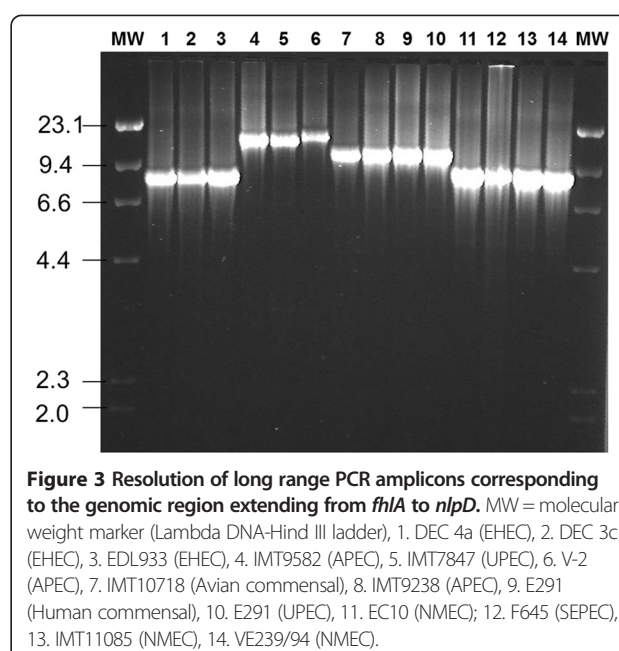 MW 1 2 3 4 5 6 7 8 9 10 11 12 13 14 MW
23.1
9.4
6.6
4.4
2.3
2.0
Figure 3 Resolution of long range PCR amplicons corresponding
to the genomic region extending from fhlA to nlpD. MW = molecular
weight marker (Lambda DNA-Hind III ladder), 1. DEC 4a (EHEC), 2. DEC 3c
(EHEC), 3. EDL933 (EHEC), 4. IMT9582 (APEC), 5. IMT7847 (UPEC), 6. V-2
(APEC), 7. IMT10718 (Avian commensal), 8. IMT9238 (APEC), 9. E291
(Human commensal), 10. E291 (UPEC), 11. EC10 (NMEC); 12. F645 (SEPEC),
13. IMT11085 (NMEC), 14. VE239/94 (NMEC).